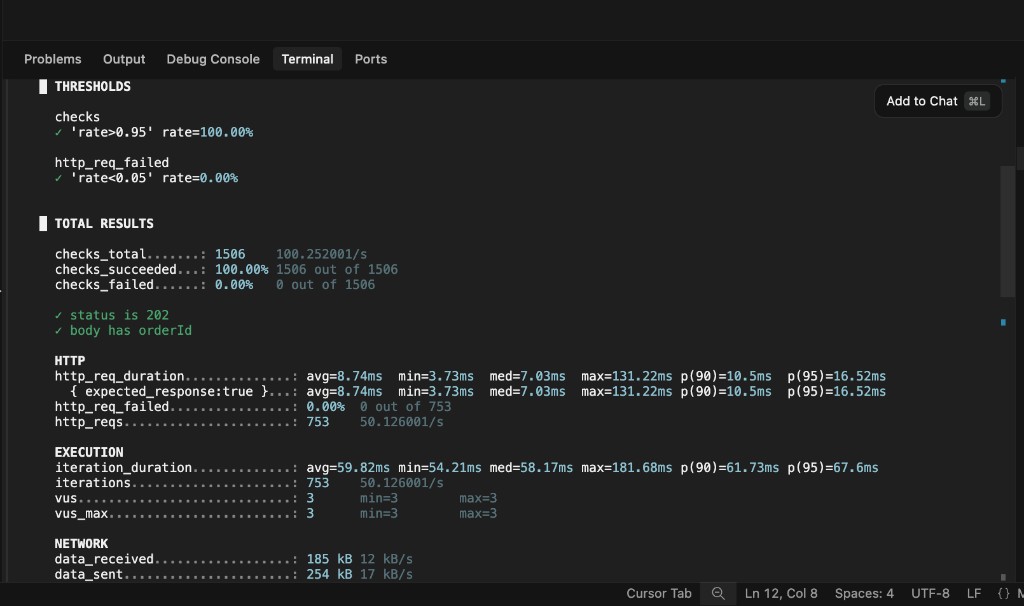 Problems Output Debug Console Terminal Ports
THRESHOLDS
Add to Chat ⌘L
checks
✓ 'rate>0.95' rate=100.00%
http_req_failed
✓ 'rate<0.05' rate=0.00%
TOTAL RESULTS
checks_total.......: 1506 100.252001/s
checks_succeeded...: 100.00% 1506 out of 1506
checks_failed......: 0.00% 0 out of 1506
✓ status is 202
✓ body has orderId
HTTP
http_req_duration..............: avg=8.74ms min=3.73ms med=7.03ms max=131.22ms p(90)=10.5ms p(95)=16.52ms
{ expected_response:true }...: avg=8.74ms min=3.73ms med=7.03ms max=131.22ms p(90)=10.5ms p(95)=16.52ms
http_req_failed................: 0.00% 0 out of 753
http_reqs......................: 753 50.126001/s
EXECUTION
iteration_duration.............: avg=59.82ms min=54.21ms med=58.17ms max=181.68ms p(90)=61.73ms p(95)=67.6ms
iterations.....................: 753 50.126001/s
vus............................: 3 min=3 max=3
vus_max........................: 3 min=3 max=3
NETWORK
data_received..................: 185 kB 12 kB/s
data_sent......................: 254 kB 17 kB/s
Cursor Tab Ln 12, Col 8 Spaces: 4 UTF-8 LF {}